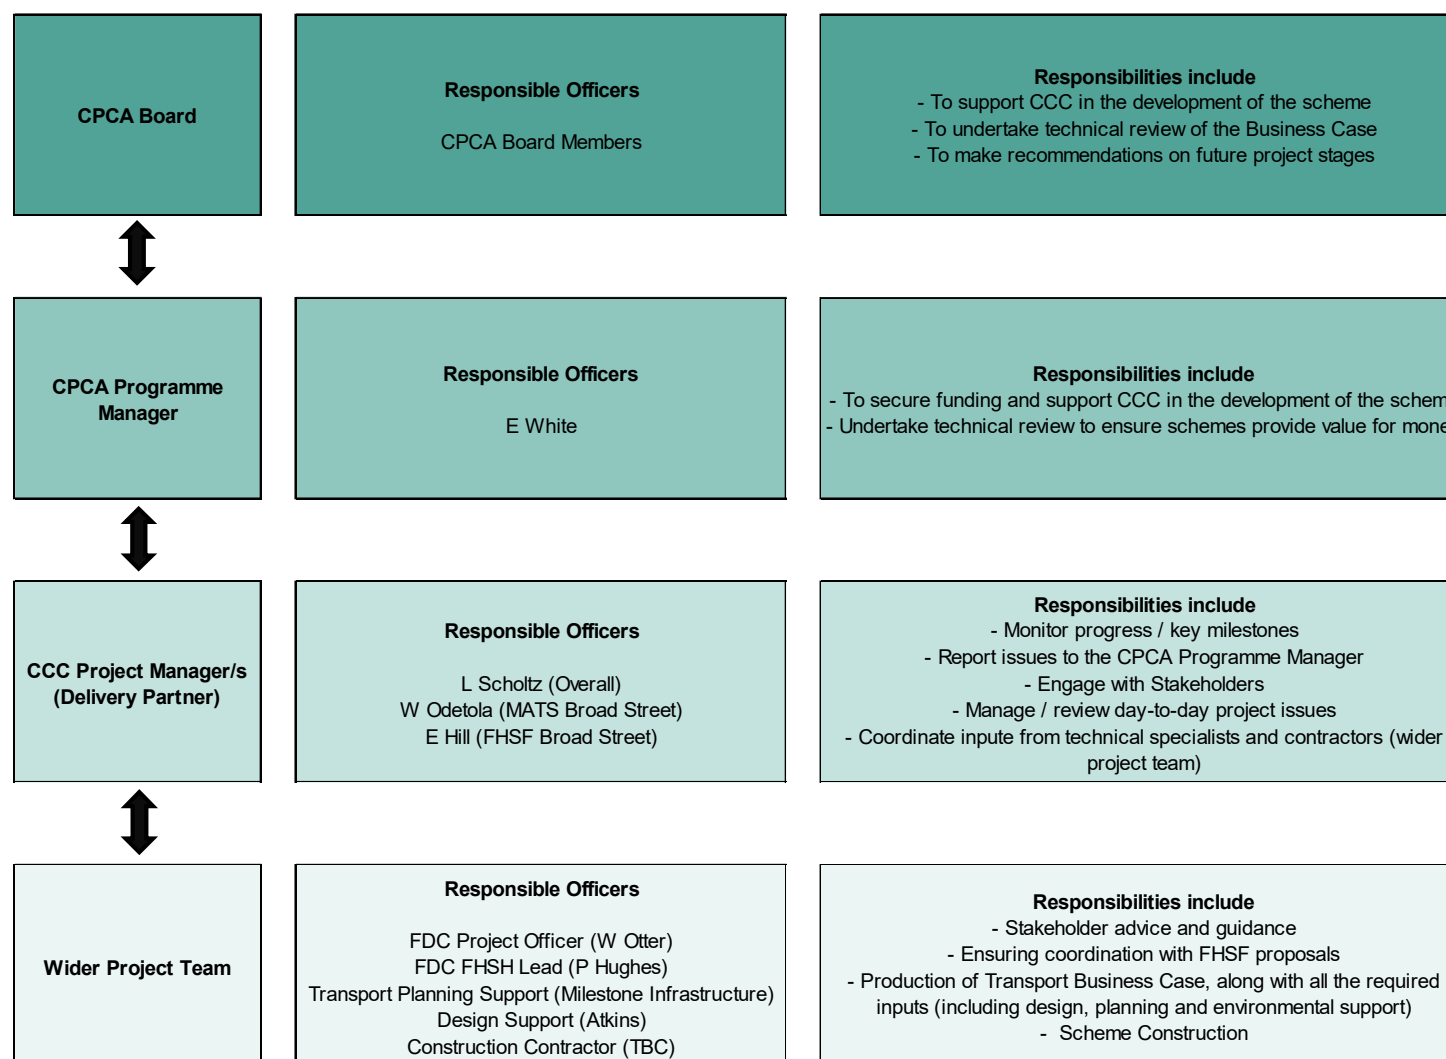 CPCA Board
Responsible Officers
CPCA Board Members
Responsibilities include
- To support CCC in the development of the scheme
- To undertake technical review of the Business Case
- To make recommendations on future project stages
CPCA Programme
Manager
Responsible Officers
E White
Responsibilities include
- To secure funding and support CCC in the development of the schem
- Undertake technical review to ensure schemes provide value for mone
CCC Project Manager/s
(Delivery Partner)
Responsible Officers
L Scholtz (Overall)
W Odetola (MATS Broad Street)
E Hill (FHSF Broad Street)
Responsibilities include
- Monitor progress / key milestones
- Report issues to the CPCA Programme Manager
- Engage with Stakeholders
- Manage / review day-to-day project issues
- Coordinate inpute from technical specialists and contractors (wider
project team)
Wider Project Team
Responsible Officers
FDC Project Officer (W Otter)
FDC FHSH Lead (P Hughes)
Transport Planning Support (Milestone Infrastructure)
Design Support (Atkins)
Construction Contractor (TBC)
Responsibilities include
- Stakeholder advice and guidance
- Ensuring coordination with FHSF proposals
- Production of Transport Business Case, along with all the required
inputs (including design, planning and environmental support)
- Scheme Construction